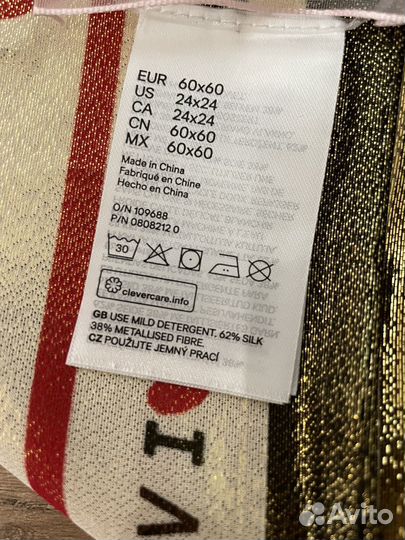 EUR 60x60
US 24x24
CA 24x24
CN 60x60
MX 60x60
Made in China
Fabriqué en Chine
Hecho en China
O/N 109688
P/N 0808212 0
30
clevercare.info
GB USE MILD DETERGENT. 62% SILK
38% METALLISED FIBRE.
CZ POUŽIJTE JEMNÝ PRACÍ
VI
Avito